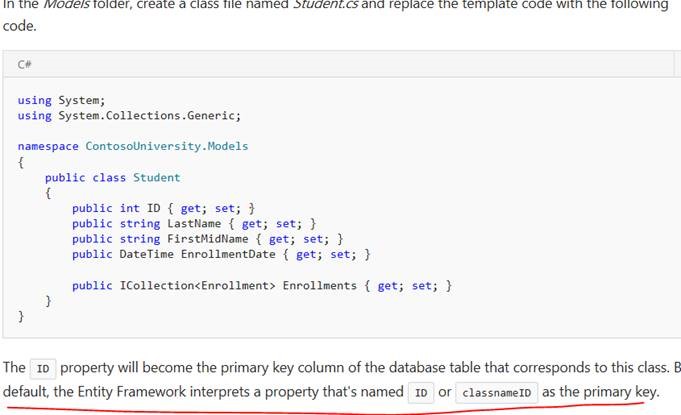 In the Models folder, create a class file named Student.cs and replace the template code with the following
code.
C#
using System;
using System.Collections.Generic;
namespace ContosoUniversity.Models
{
public class Student
{
public int ID { get; set; }
public string LastName { get; set; }
public string FirstMidName { get; set; }
public DateTime EnrollmentDate { get; set; }
public ICollection<Enrollment> Enrollments { get; set; }
}
}
The ID property will become the primary key column of the database table that corresponds to this class. B
default, the Entity Framework interprets a property that's named ID or classnameID as the primary key.